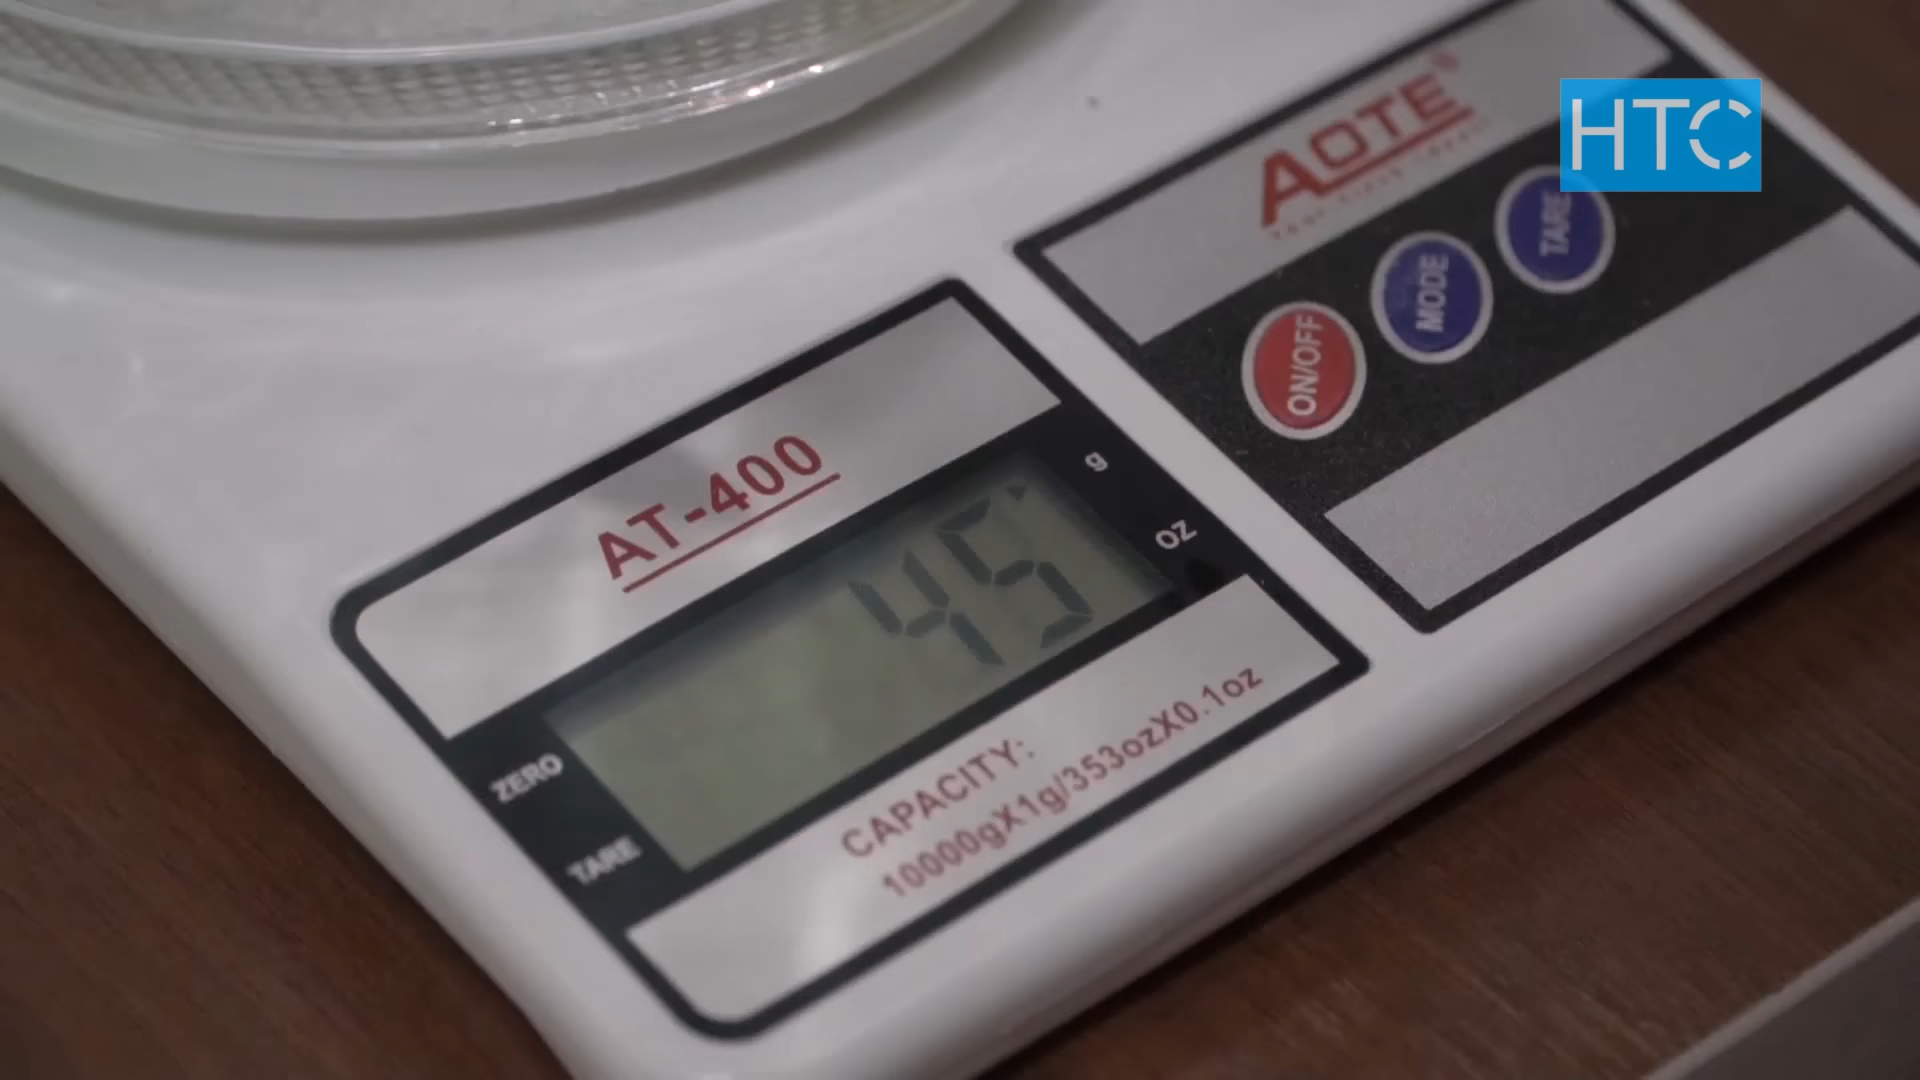 HTC
AOTE®
ON/OFF
MODE
TARE
AT-400
g
oz
45
ZERO
TARE
CAPACITY:
10000gX1g/353ozX0.1oz